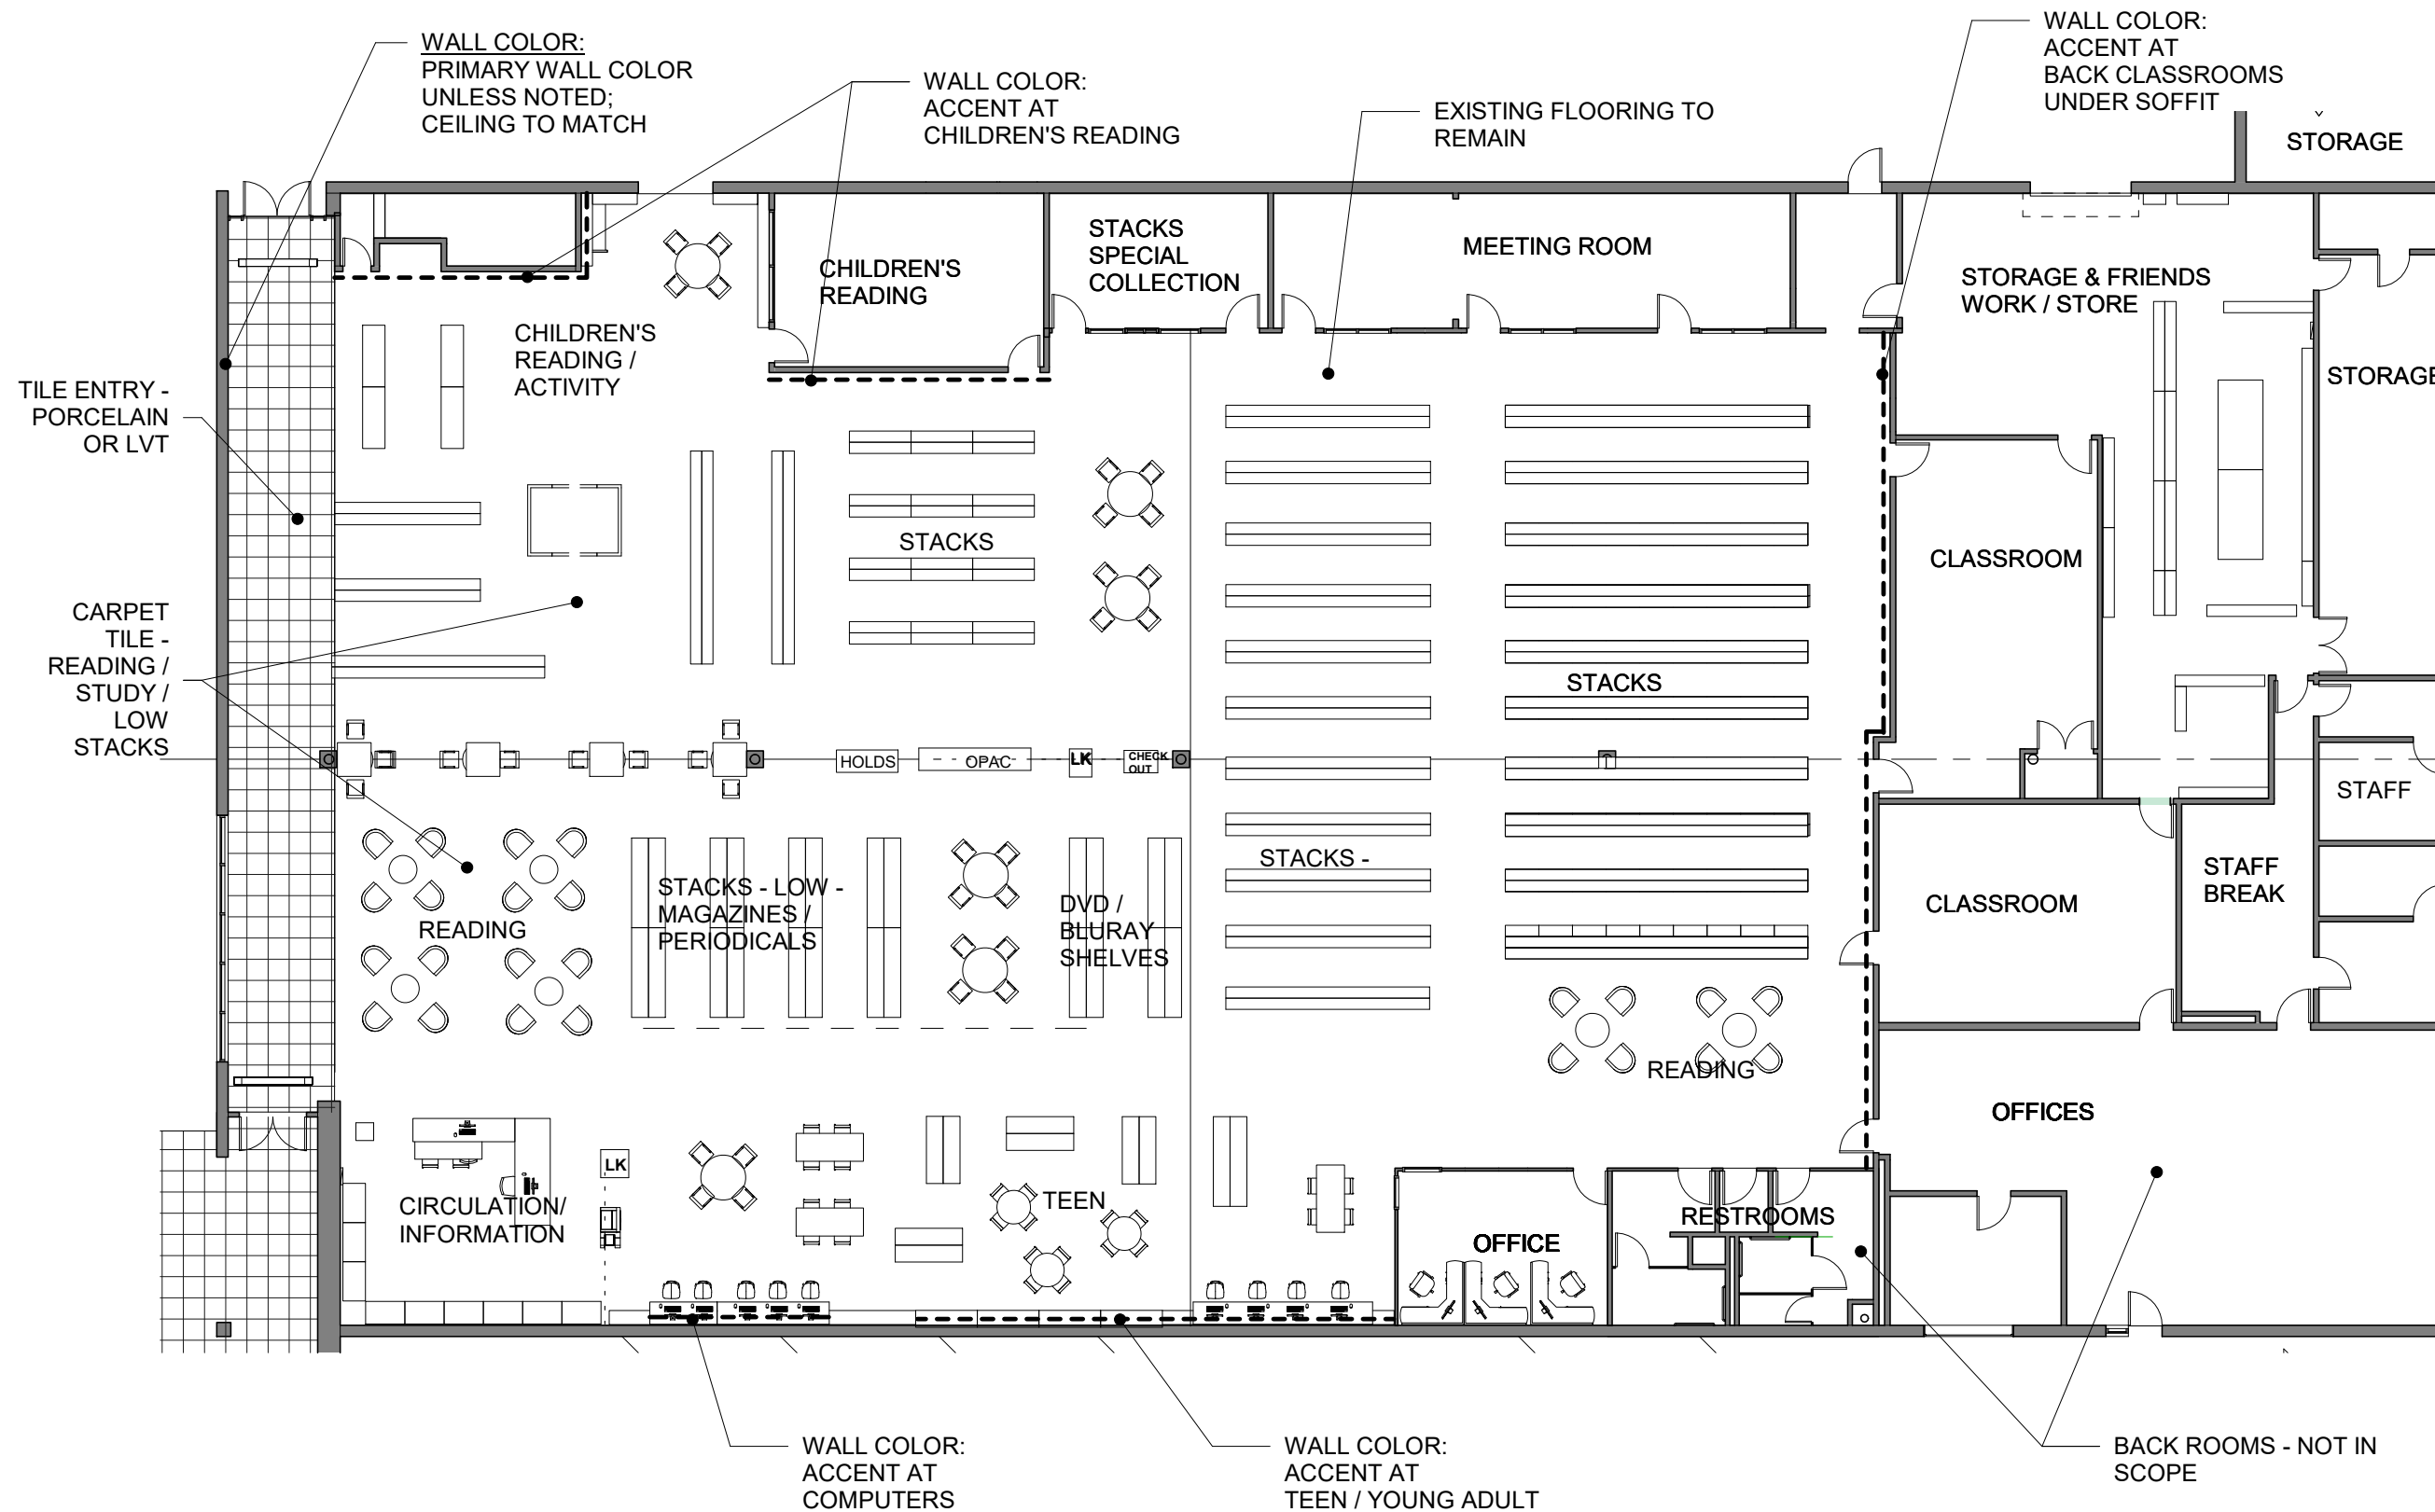 WALL COLOR:
PRIMARY WALL COLOR
UNLESS NOTED;
CEILING TO MATCH
WALL COLOR:
ACCENT AT
CHILDREN'S READING
EXISTING FLOORING TO
REMAIN
WALL COLOR:
ACCENT AT
BACK CLASSROOMS
UNDER SOFFIT
STORAGE
STACKS
SPECIAL
COLLECTION
MEETING ROOM
CHILDREN'S
READING
STORAGE & FRIENDS
WORK / STORE
CHILDREN'S
READING /
ACTIVITY
STORAGE
TILE ENTRY -
PORCELAIN
OR LVT
STACKS
CLASSROOM
CARPET
TILE -
READING /
STUDY /
LOW
STACKS
STACKS
HOLDS
OPAC
LK
CHECK
OUT
STAFF
STACKS -
STACKS - LOW -
MAGAZINES /
PERIODICALS
READING
DVD /
BLURAY
SHELVES
CLASSROOM
STAFF
BREAK
READING
OFFICES
LK
CIRCULATION/
INFORMATION
TEEN
OFFICE
RESTROOMS
WALL COLOR:
ACCENT AT
COMPUTERS
WALL COLOR:
ACCENT AT
TEEN / YOUNG ADULT
BACK ROOMS - NOT IN
SCOPE